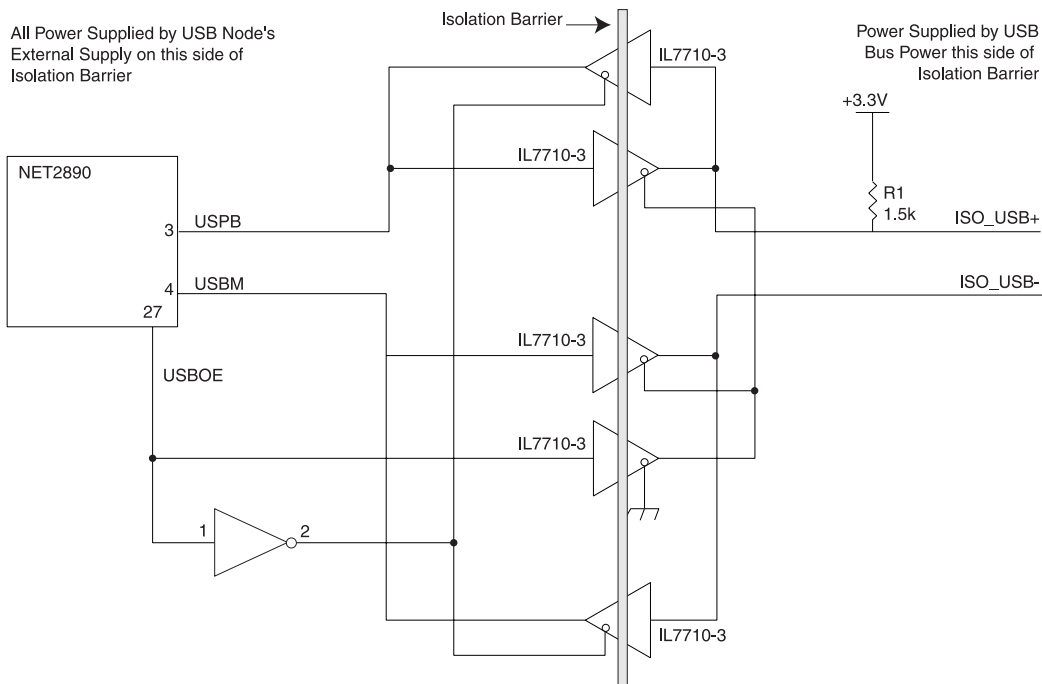 All Power Supplied by USB Node's
External Supply on this side of
Isolation Barrier
Isolation Barrier
Power Supplied by USB
Bus Power this side of
Isolation Barrier
IL7710-3
+3.3V
IL7710-3
NET2890
R1
1.5k
3
USPB
ISO_USB+
4
USBM
ISO_USB-
27
IL7710-3
USBOE
IL7710-3
1
2
IL7710-3